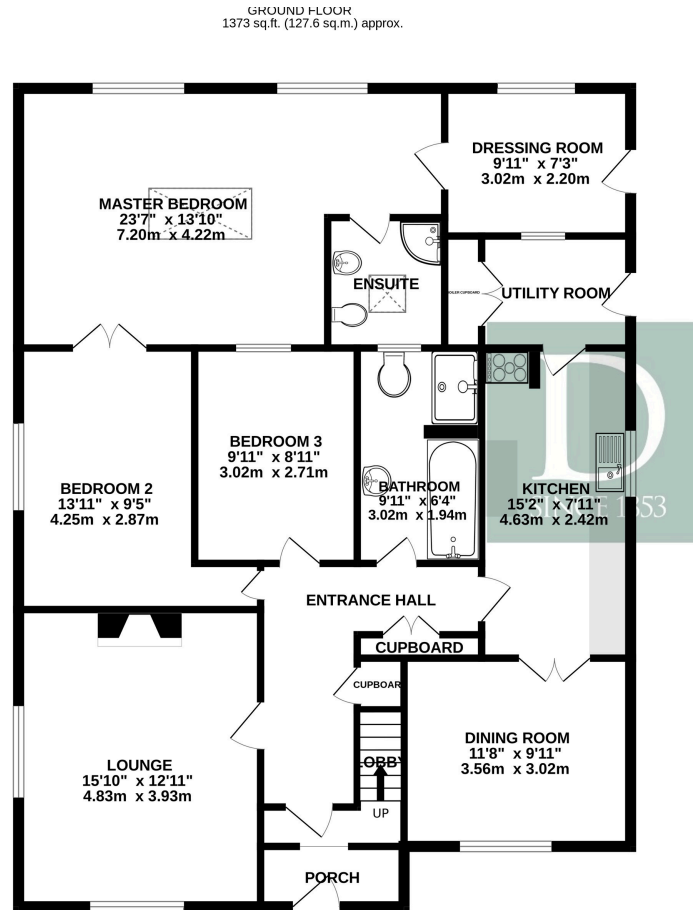 GROUND FLOOR
1373 sq.ft. (127.6 sq.m.) approx.
DRESSING ROOM
9'11" x 7'3"
3.02m x 2.20m
MASTER BEDROOM
23'7" x 13'10"
7.20m x 4.22m
ENSUITE
BOILER CUPBOARD
UTILITY ROOM
D
SINCE 1353
BEDROOM 3
9'11" x 8'11"
3.02m x 2.71m
BEDROOM 2
13'11" x 9'5"
4.25m x 2.87m
BATHROOM
9'11" x 6'4"
3.02m x 1.94m
KITCHEN
15'2" x 7'11"
4.63m x 2.42m
ENTRANCE HALL
CUPBOARD
CUPBOAR
LOUNGE
15'10" x 12'11"
4.83m x 3.93m
LOBBY
UP
DINING ROOM
11'8" x 9'11"
3.56m x 3.02m
PORCH